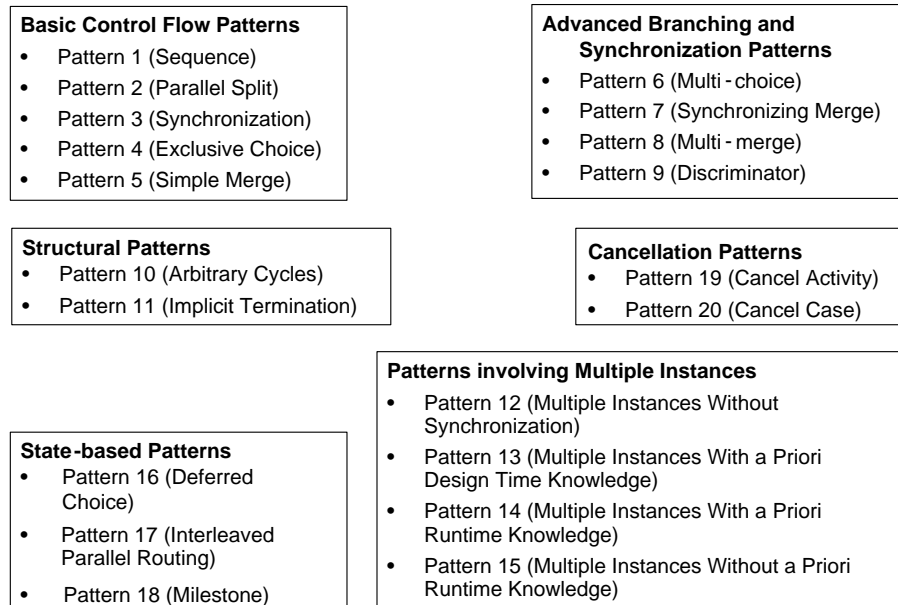 Basic Control Flow Patterns
• Pattern 1 (Sequence)
• Pattern 2 (Parallel Split)
• Pattern 3 (Synchronization)
• Pattern 4 (Exclusive Choice)
• Pattern 5 (Simple Merge)
Advanced Branching and
Synchronization Patterns
• Pattern 6 (Multi-choice)
• Pattern 7 (Synchronizing Merge)
• Pattern 8 (Multi-merge)
• Pattern 9 (Discriminator)
Structural Patterns
• Pattern 10 (Arbitrary Cycles)
• Pattern 11 (Implicit Termination)
Cancellation Patterns
• Pattern 19 (Cancel Activity)
• Pattern 20 (Cancel Case)
State-based Patterns
• Pattern 16 (Deferred
Choice)
• Pattern 17 (Interleaved
Parallel Routing)
• Pattern 18 (Milestone)
Patterns involving Multiple Instances
• Pattern 12 (Multiple Instances Without
Synchronization)
• Pattern 13 (Multiple Instances With a Priori
Design Time Knowledge)
• Pattern 14 (Multiple Instances With a Priori
Runtime Knowledge)
• Pattern 15 (Multiple Instances Without a Priori
Runtime Knowledge)